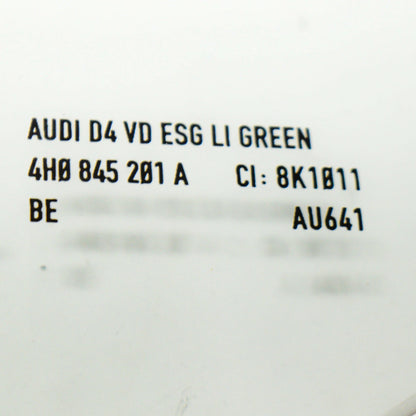 AUDI D4 VD ESG LI GREEN
4H0 845 201 A CI: 8K1011
BE AU641